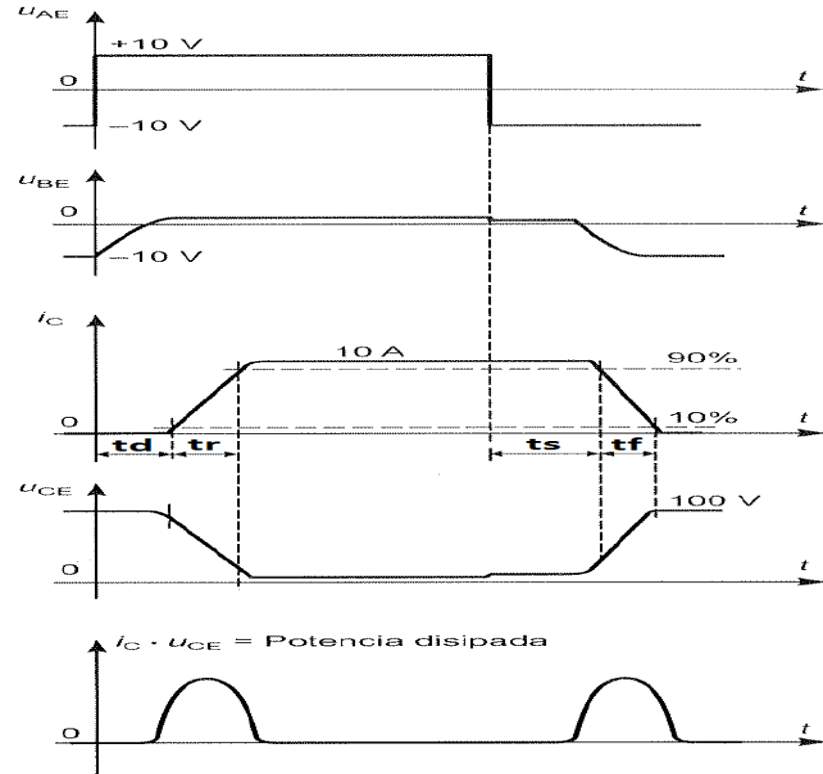 uAE
+10 V
0
t
−10 V
uBE
0
t
−10 V
iC
10 A
90%
0
10%
t
td
tr
ts
tf
uCE
100 V
0
t
iC · uCE = Potencia disipada
0
t